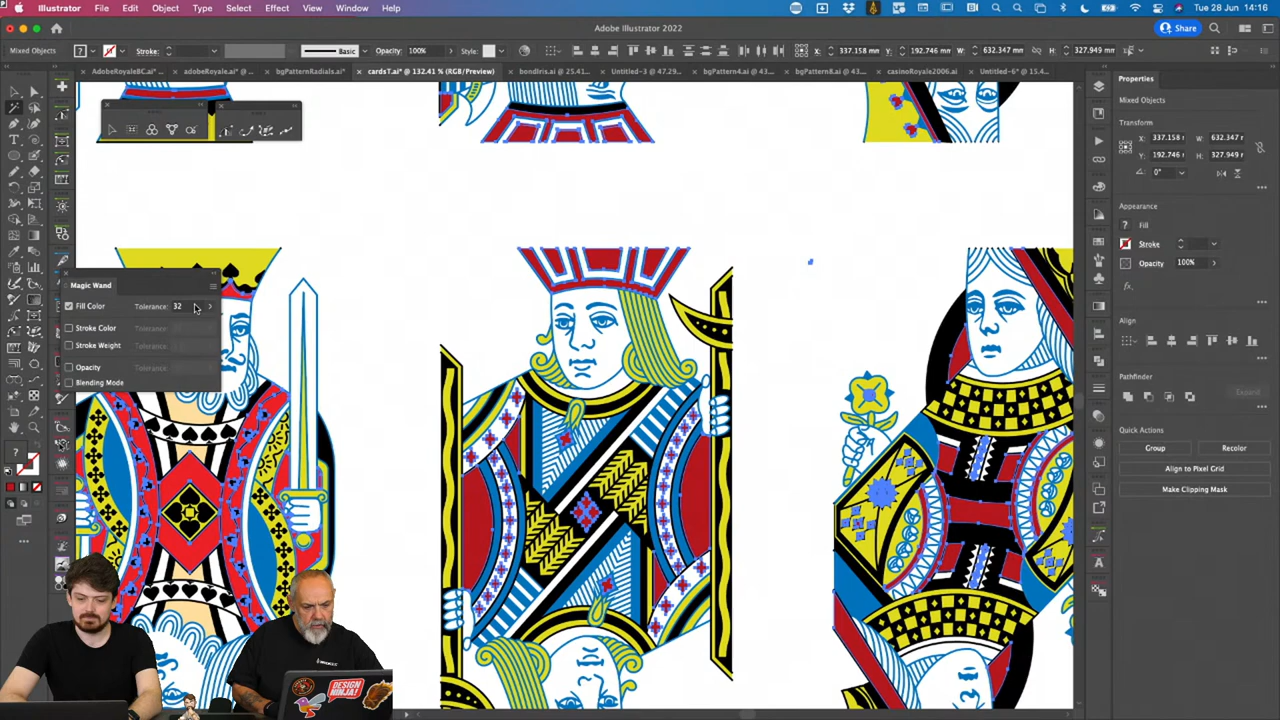 Illustrator File Edit Object Type Select Effect View Window Help Tue 28 Jun 14:16
Adobe Illustrator 2022 Share
Mixed Objects Stroke: Basic Opacity: 100% Style: X: 337.158 mm Y: 192.746 mm W: 632.347 mm H: 327.949 mm
AdobeRoyaleBC.ai* adobeRoyale.ai* @ ... bgPatternRadials.ai* cardsT.ai* @ 132.41 % (RGB/Preview) bondIris @ 25.41... Untitled-3 @ 47.29... bgPattern4.ai @ 43... bgPattern8.ai @ 43... casinoRoyale2006.ai Untitled-6* @ 15.4...
Properties
Mixed Objects
Transform
X: 337.158 W: 632.347 r
Y: 192.746 H: 327.949 r
0°
Appearance
Fill
Stroke
Opacity 100%
fx.
Align
Pathfinder
Expand
Quick Actions
Group Recolor
Align to Pixel Grid
Make Clipping Mask
Magic Wand
Fill Color Tolerance: 32
Stroke Color Tolerance:
Stroke Weight Tolerance:
Opacity Tolerance:
Blending Mode
DESIGN
NINJA!